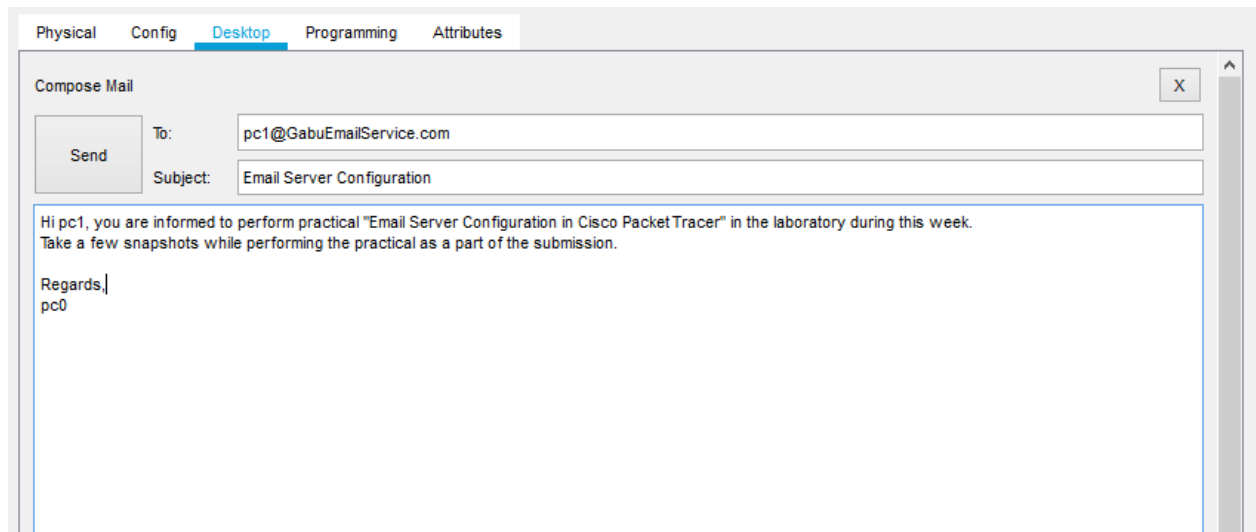 Physical Config Desktop Programming Attributes
Compose Mail X
Send
To: pc1@GabuEmailService.com
Subject: Email Server Configuration
Hi pc1, you are informed to perform practical "Email Server Configuration in Cisco Packet Tracer" in the laboratory during this week.
Take a few snapshots while performing the practical as a part of the submission.
Regards,
pc0